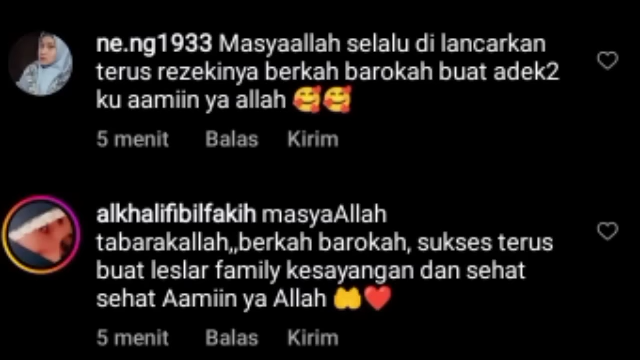 ne.ng1933 Masyaallah selalu di lancarkan
terus rezekinya berkah barokah buat adek2
ku aamiin ya allah 🥰🥰
5 menit Balas Kirim
alkhalifibilfakih masyaAllah
tabarakallah,,berkah barokah, sukses terus
buat leslar family kesayangan dan sehat
sehat Aamiin ya Allah 🤲❤️
5 menit Balas Kirim